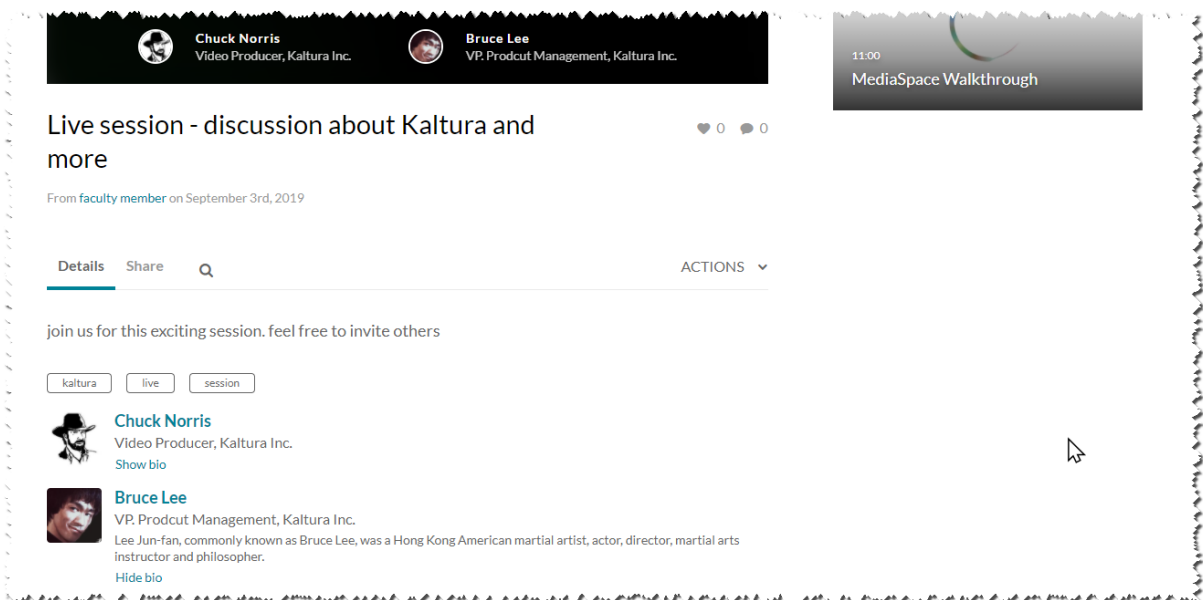 Chuck Norris
Video Producer, Kaltura Inc.
Bruce Lee
VP. Prodcut Management, Kaltura Inc.
11:00
MediaSpace Walkthrough
Live session - discussion about Kaltura and
more
0 0
From faculty member on September 3rd, 2019
Details Share ACTIONS
join us for this exciting session. feel free to invite others
kaltura live session
Chuck Norris
Video Producer, Kaltura Inc.
Show bio
Bruce Lee
VP. Prodcut Management, Kaltura Inc.
Lee Jun-fan, commonly known as Bruce Lee, was a Hong Kong American martial artist, actor, director, martial arts
instructor and philosopher.
Hide bio